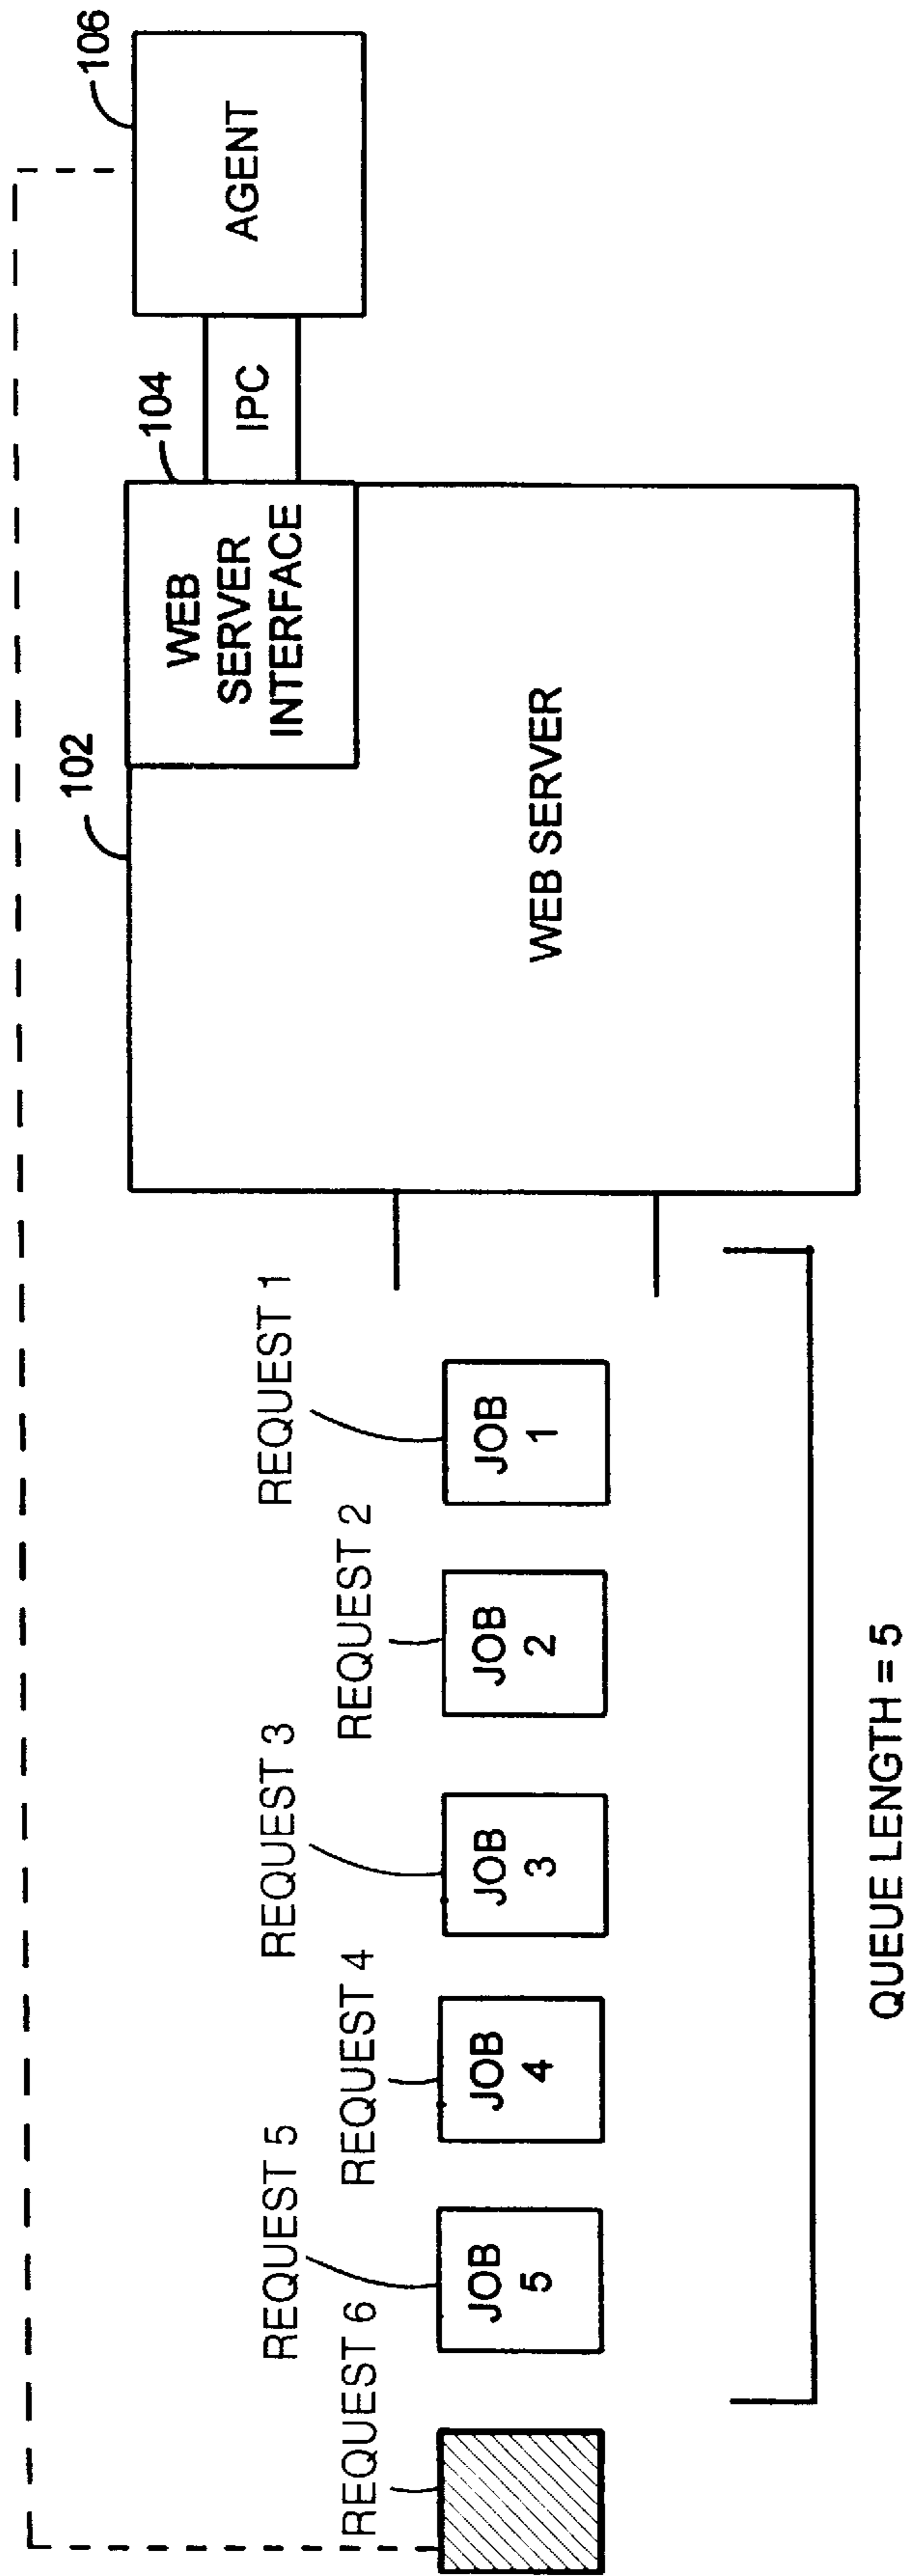 106
AGENT
104
IPC
WEB
SERVER
INTERFACE
102
WEB SERVER
REQUEST 1
JOB
1
REQUEST 2
JOB
2
REQUEST 3
JOB
3
REQUEST 4
JOB
4
REQUEST 5
JOB
5
REQUEST 6
QUEUE LENGTH = 5